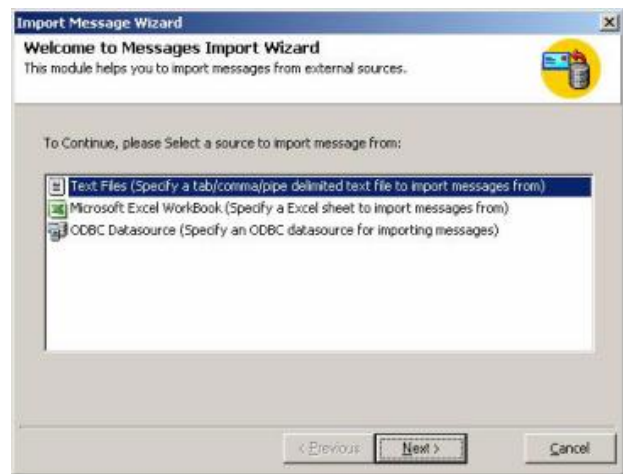 Import Message Wizard
Welcome to Messages Import Wizard
This module helps you to import messages from external sources.
To Continue, please Select a source to import message from:
Text Files (Specify a tab/comma/pipe delimited text file to import messages from)
Microsoft Excel WorkBook (Specify a Excel sheet to import messages from)
ODBC Datasource (Specify an ODBC datasource for importing messages)
< Previous
Next >
Cancel